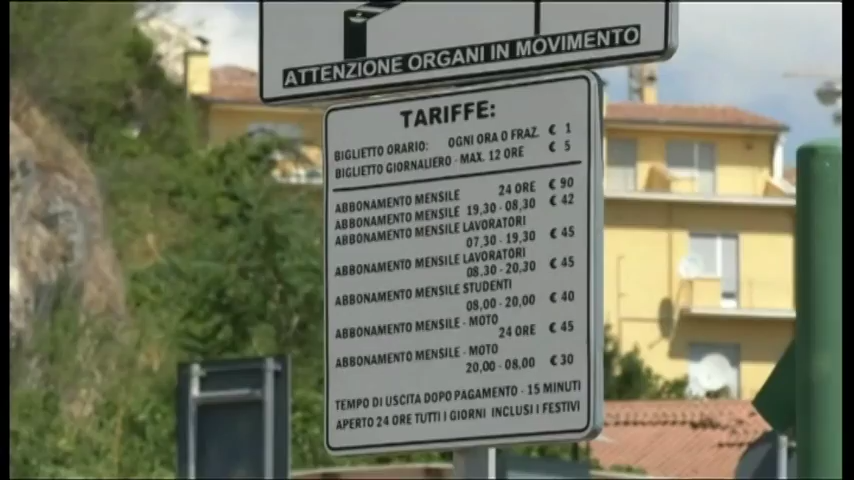 ATTENZIONE ORGANI IN MOVIMENTO
TARIFFE:
BIGLIETTO ORARIO: OGNI ORA O FRAZ. € 1
BIGLIETTO GIORNALIERO - MAX. 12 ORE € 5
ABBONAMENTO MENSILE 24 ORE € 90
ABBONAMENTO MENSILE 19,30 - 08,30 € 42
ABBONAMENTO MENSILE LAVORATORI
07,30 - 19,30 € 45
ABBONAMENTO MENSILE LAVORATORI
08.30 - 20,30 € 45
ABBONAMENTO MENSILE STUDENTI
08,00 - 20,00 € 40
ABBONAMENTO MENSILE - MOTO
24 ORE € 45
ABBONAMENTO MENSILE - MOTO
20,00 - 08,00 € 30
TEMPO DI USCITA DOPO PAGAMENTO - 15 MINUTI
APERTO 24 ORE TUTTI I GIORNI INCLUSI I FESTIVI